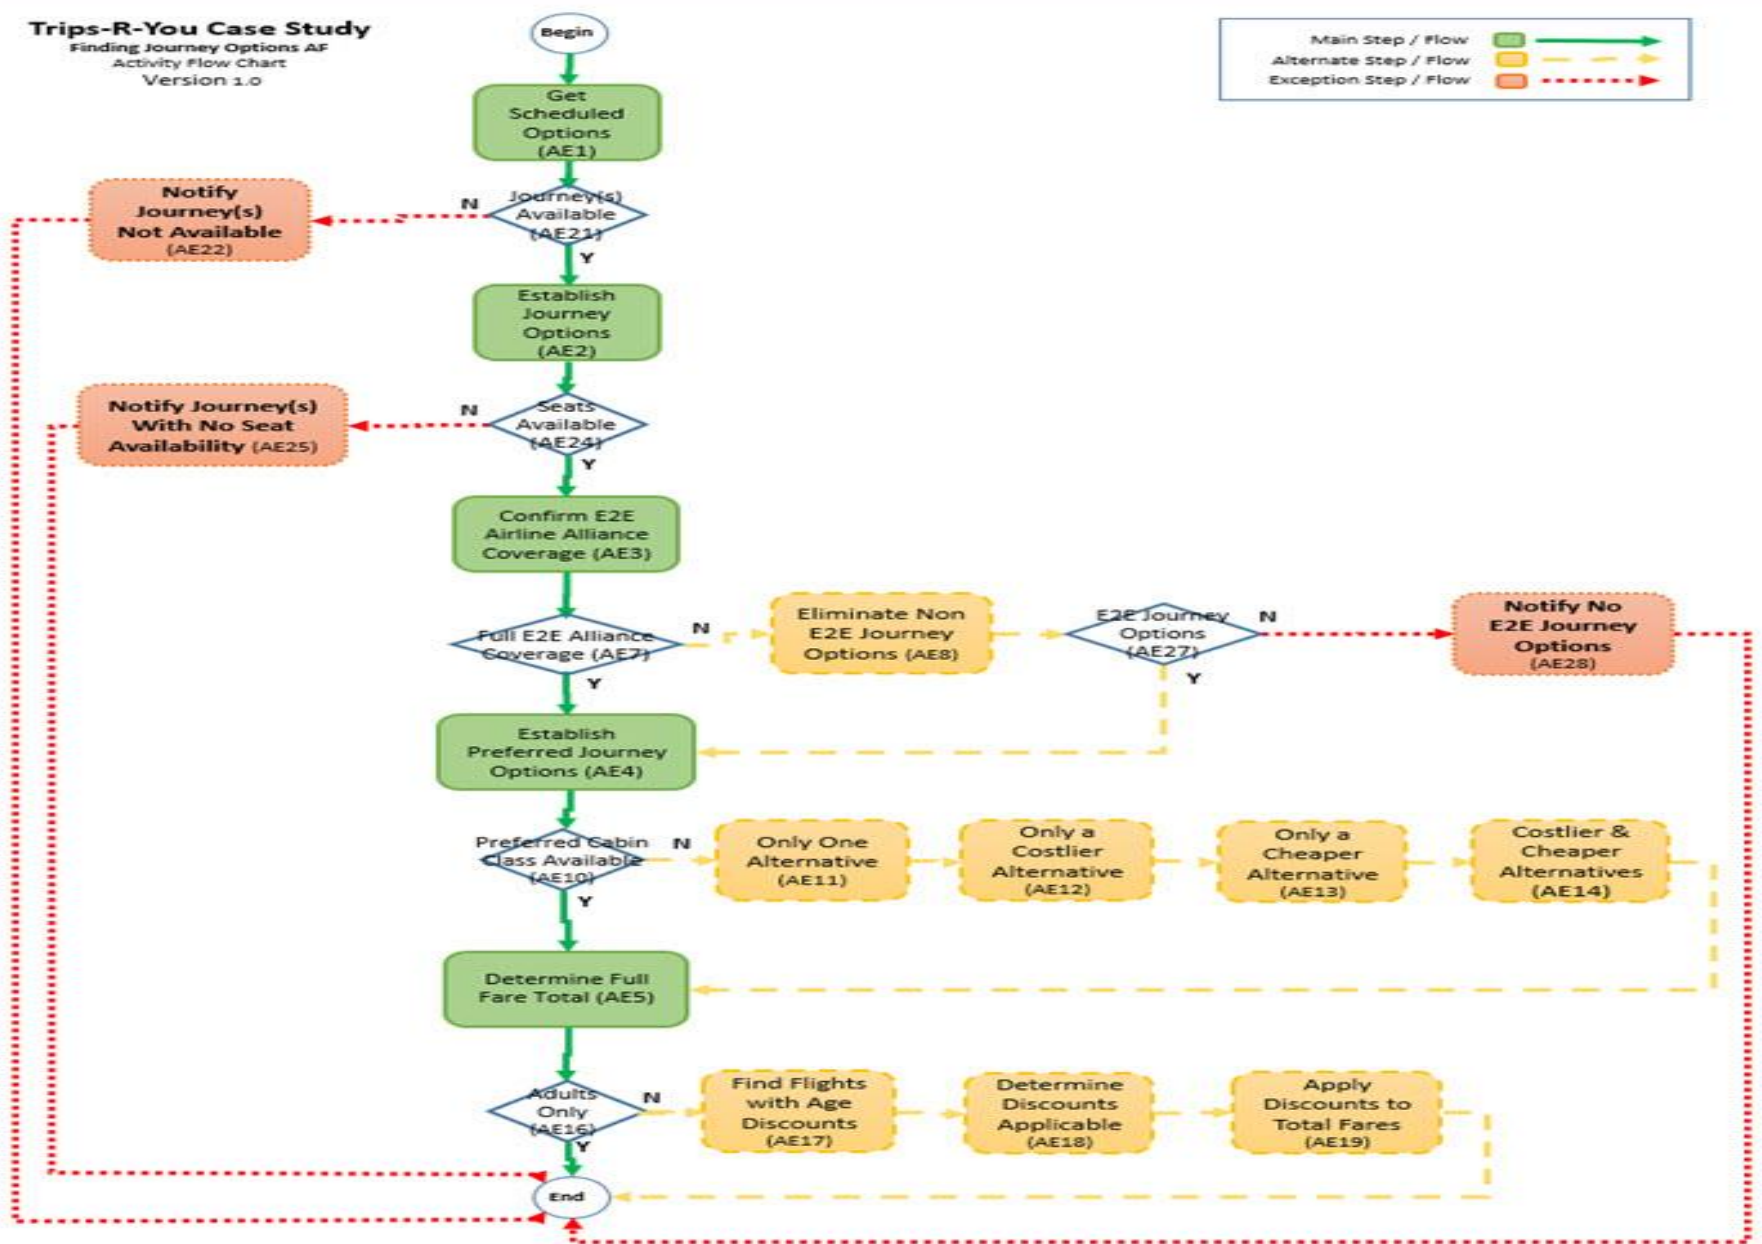 Trips-R-You Case Study
Finding Journey Options AF
Activity Flow Chart
Version 1.0
Main Step / Flow
Alternate Step / Flow
Exception Step / Flow
Begin
Get
Scheduled
Options
(AE1)
Journey(s)
Available
(AE21)
N
Y
Notify
Journey(s)
Not Available
(AE22)
Establish
Journey
Options
(AE2)
Seats
Available
(AE24)
N
Y
Notify Journey(s)
With No Seat
Availability (AE25)
Confirm E2E
Airline Alliance
Coverage (AE3)
Full E2E Alliance
Coverage (AE7)
N
Y
Eliminate Non
E2E Journey
Options (AE8)
E2E Journey
Options
(AE27)
N
Y
Notify No
E2E Journey
Options
(AE28)
Establish
Preferred Journey
Options (AE4)
Preferred Cabin
Class Available
(AE10)
N
Y
Only One
Alternative
(AE11)
Only a
Costlier
Alternative
(AE12)
Only a
Cheaper
Alternative
(AE13)
Costlier &
Cheaper
Alternatives
(AE14)
Determine Full
Fare Total (AE5)
Adults
Only
(AE16)
N
Y
Find Flights
with Age
Discounts
(AE17)
Determine
Discounts
Applicable
(AE18)
Apply
Discounts to
Total Fares
(AE19)
End